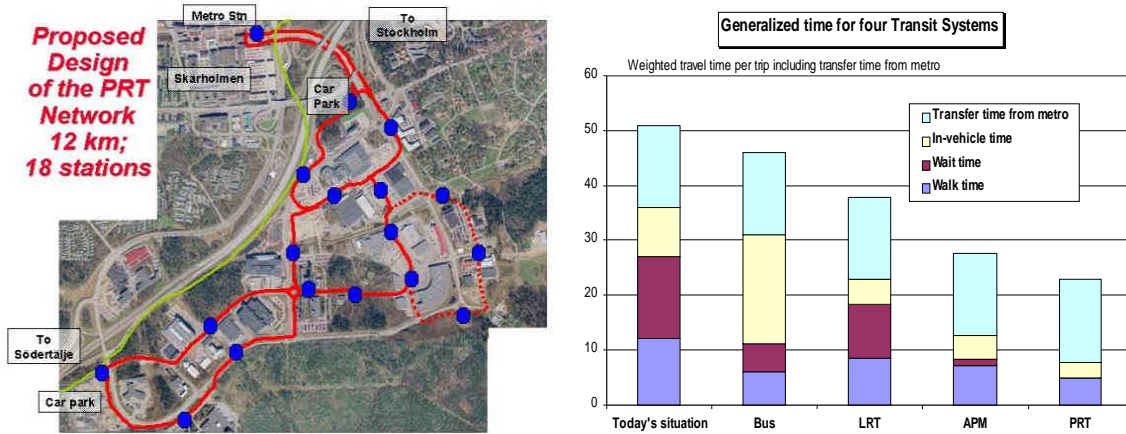 Proposed
Design
of the PRT
Network
12 km;
18 stations
Metro Stn
To
Stockholm
Skärholmen
Car
Park
To
Södertälje
Car park
Generalized time for four Transit Systems
Weighted travel time per trip including transfer time from metro
60
50
40
30
20
10
0
Transfer time from metro
In-vehicle time
Wait time
Walk time
Today's situation
Bus
LRT
APM
PRT